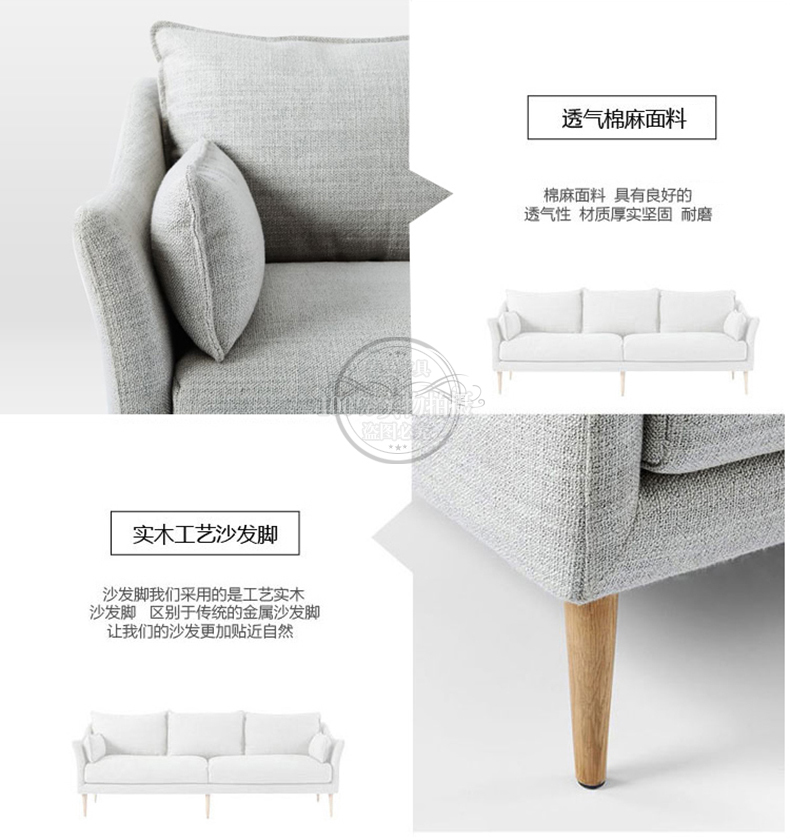 透气棉麻面料
棉麻面料 具有良好的
透气性 材质厚实坚固 耐磨
实木工艺沙发脚
沙发脚我们采用的是工艺实木
沙发脚 区别于传统的金属沙发脚
让我们的沙发更加贴近自然